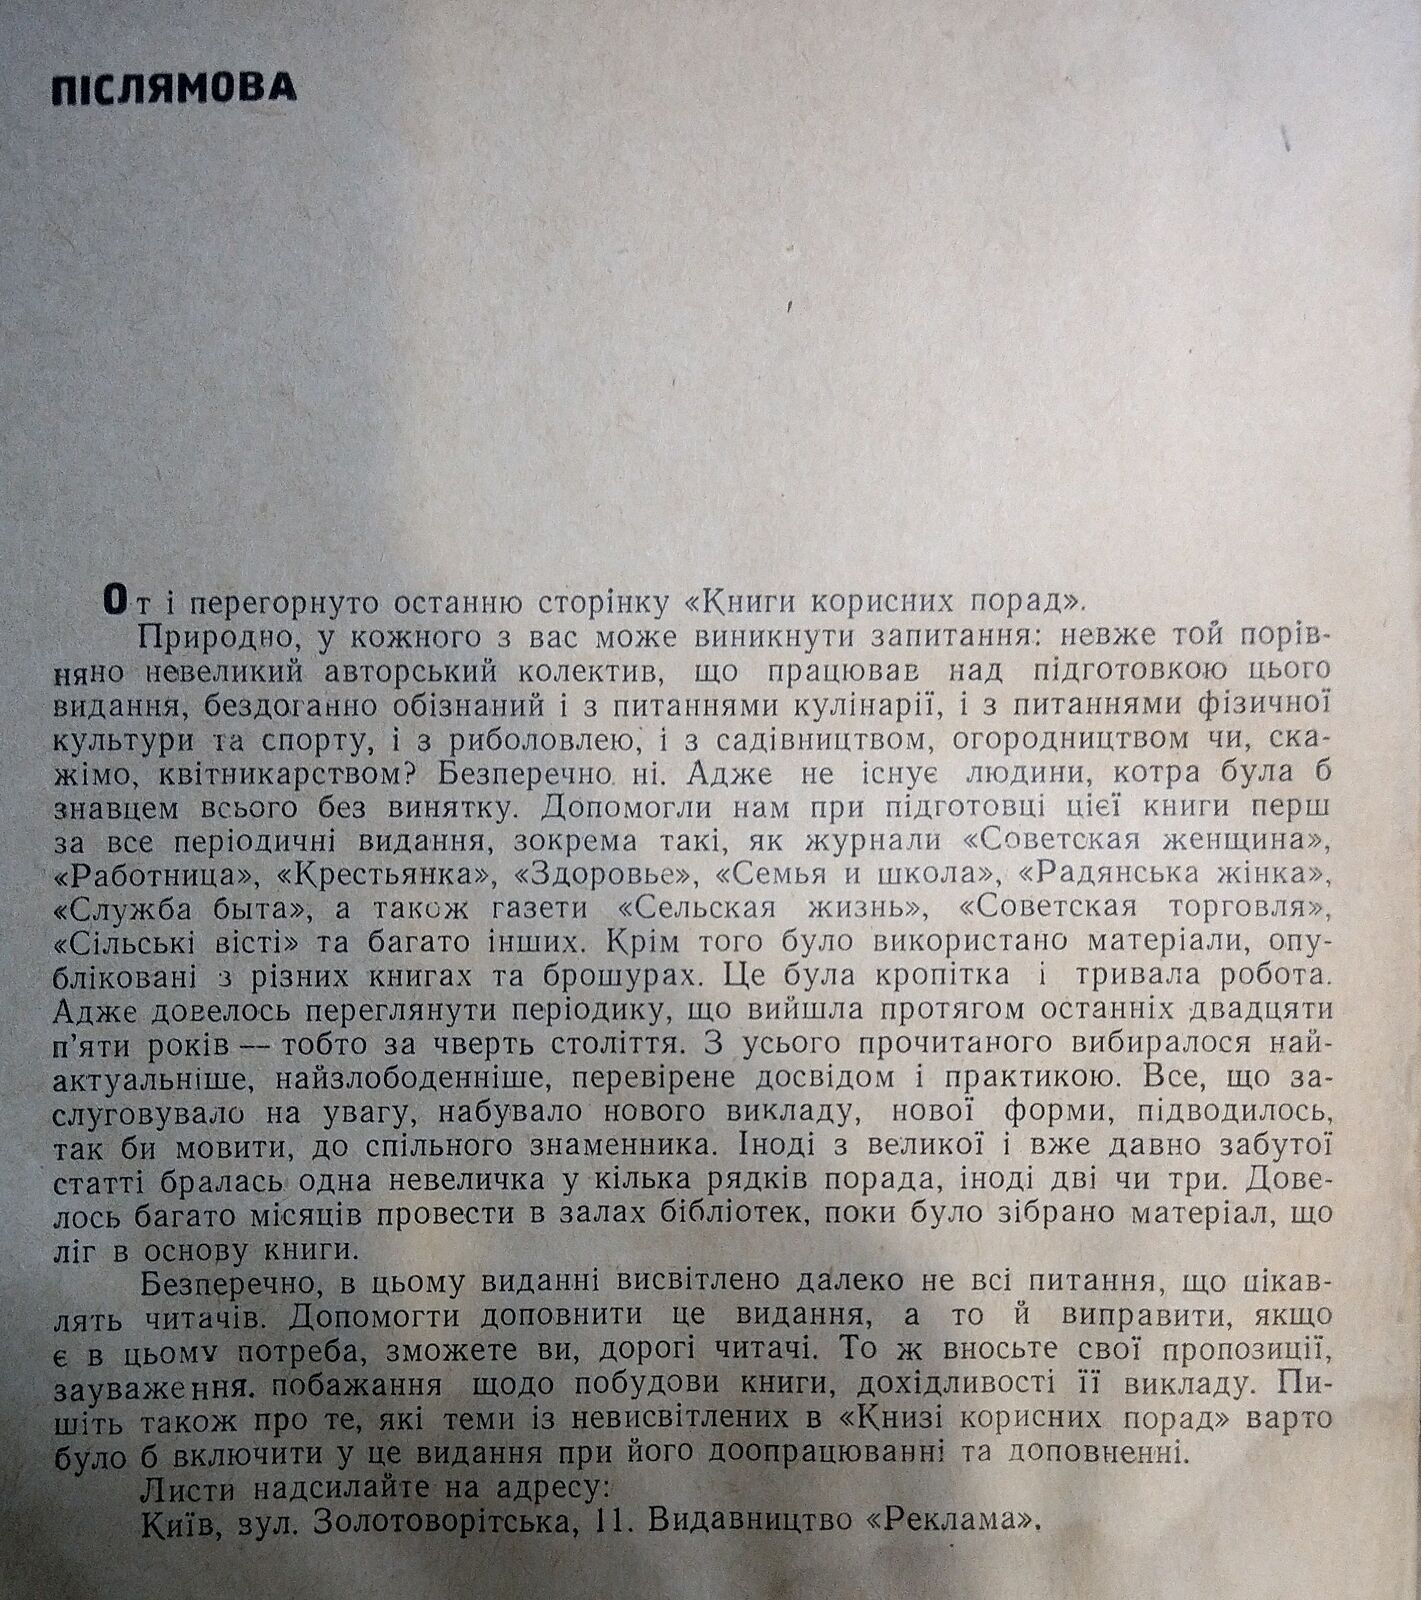 ПІСЛЯМОВА
От і перегорнуто останню сторінку «Книги корисних порад».
Природно, у кожного з вас може виникнути запитання: невже той порів-
няно невеликий авторський колектив, що працював над підготовкою цього
видання, бездоганно обізнаний і з питаннями кулінарії, і з питаннями фізичної
культури та спорту, і з риболовлею, і з садівництвом, огородництвом чи, ска-
жімо, квітникарством? Безперечно ні. Адже не існує людини, котра була б
знавцем всього без винятку. Допомогли нам при підготовці цієї книги перш
за все періодичні видання, зокрема такі, як журнали «Советская женщина»,
«Работница», «Крестьянка», «Здоровье», «Семья и школа», «Радянська жінка»,
«Служба быта», а також газети «Сельская жизнь», «Советская торговля»,
«Сільські вісті» та багато інших. Крім того було використано матеріали, опу-
бліковані з різних книгах та брошурах. Це була кропітка і тривала робота.
Адже довелось переглянути періодику, що вийшла протягом останніх двадцяти
п'яти років — тобто за чверть століття. З усього прочитаного вибиралося най-
актуальніше, найзлободенніше, перевірене досвідом і практикою. Все, що за-
слуговувало на увагу, набувало нового викладу, нової форми, підводилось,
так би мовити, до спільного знаменника. Іноді з великої і вже давно забутої
статті бралась одна невеличка у кілька рядків порада, іноді дві чи три. Дове-
лось багато місяців провести в залах бібліотек, поки було зібрано матеріал, що
ліг в основу книги.
Безперечно, в цьому виданні висвітлено далеко не всі питання, що цікав-
лять читачів. Допомогти доповнити це видання, а то й виправити, якщо
є в цьому потреба, зможете ви, дорогі читачі. То ж вносьте свої пропозиції,
зауваження. побажання щодо побудови книги, дохідливості її викладу. Пи-
шіть також про те, які теми із невисвітлених в «Книзі корисних порад» варто
було б включити у це видання при його доопрацюванні та доповненні.
Листи надсилайте на адресу:
Київ, вул. Золотоворітська, 11. Видавництво «Реклама».